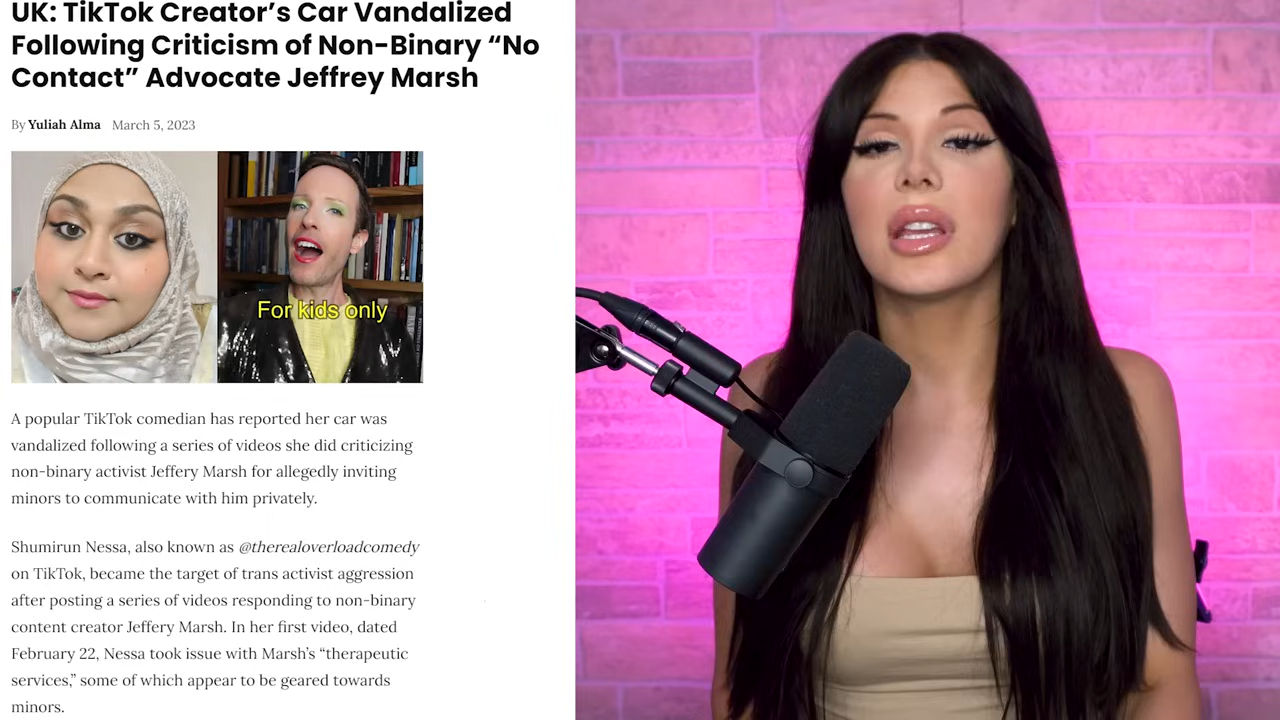 UK: TikTok Creator’s Car Vandalized
Following Criticism of Non-Binary “No
Contact” Advocate Jeffrey Marsh
By Yuliah Alma March 5, 2023
For kids only
A popular TikTok comedian has reported her car was
vandalized following a series of videos she did criticizing
non-binary activist Jeffery Marsh for allegedly inviting
minors to communicate with him privately.
Shumirun Nessa, also known as @therealoverloadcomedy
on TikTok, became the target of trans activist aggression
after posting a series of videos responding to non-binary
content creator Jeffery Marsh. In her first video, dated
February 22, Nessa took issue with Marsh’s “therapeutic
services,” some of which appear to be geared towards
minors.